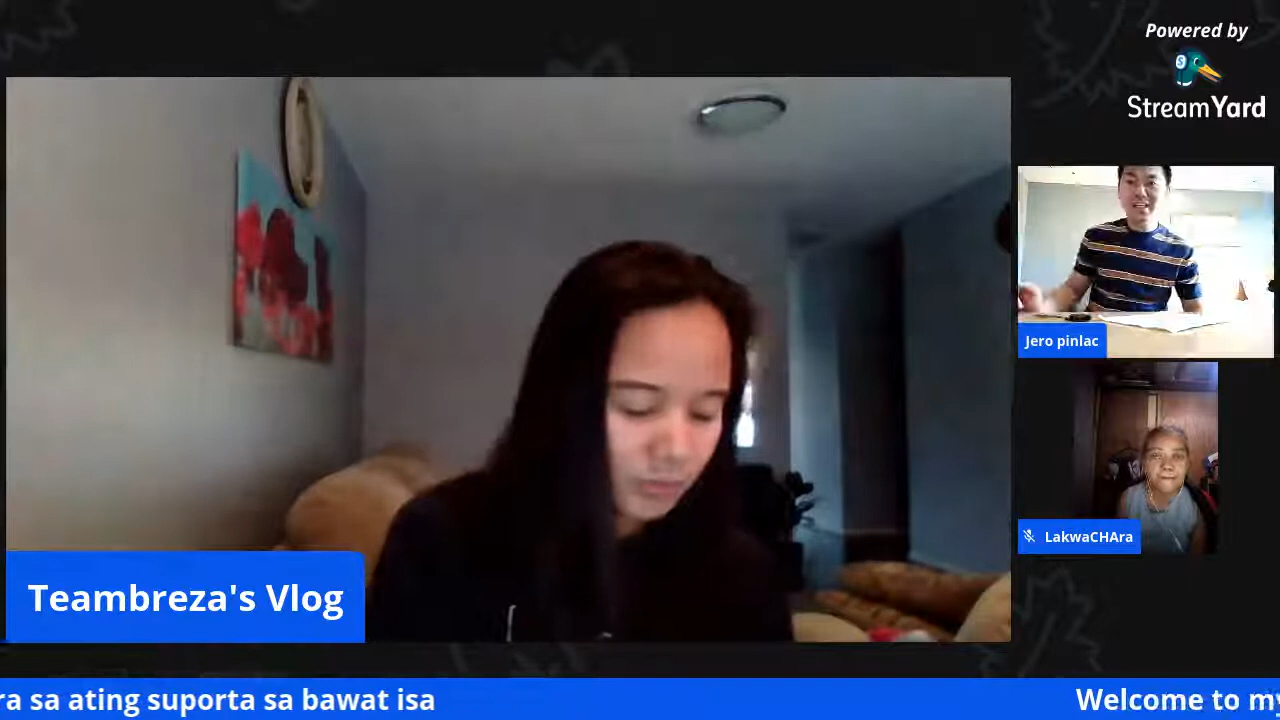 Powered by
StreamYard
Jero pinlac
LakwaCHAra
Teambreza's Vlog
ra sa ating suporta sa bawat isa
Welcome to my